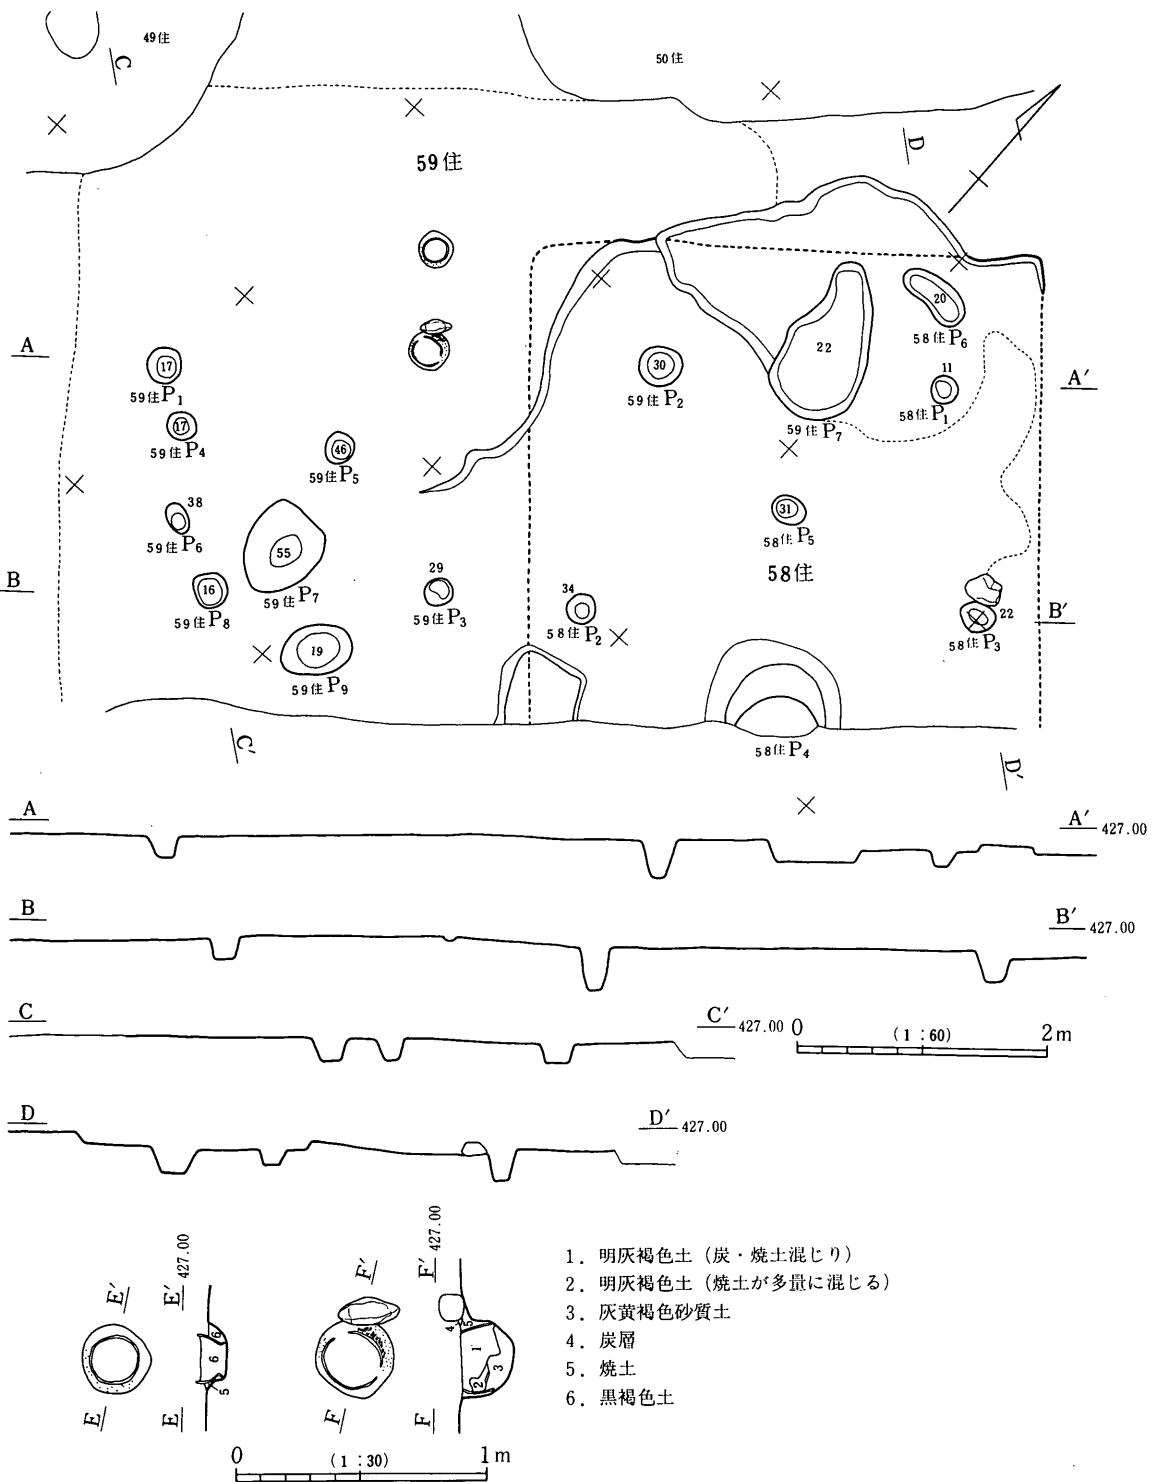 49住
C
50住
D
59住
A
17
59住P1
17
59住P4
46
59住P5
30
59住P2
22
59住P7
20
58住P6
11
58住P1
A′
38
59住P6
55
59住P7
31
58住P5
58住
B
16
59住P8
29
59住P3
34
58住P2
22
58住P3
B′
19
59住P9
58住P4
C′
D′
A
A′ 427.00
B
B′ 427.00
C
C′ 427.00
0 (1:60) 2m
D
D′ 427.00
E′
E′ 427.00
F′
F′ 427.00
6
6
5
4
5
1
3
2
E
E
F
F
0 (1:30) 1m
1. 明灰褐色土 (炭・焼土混じり)
2. 明灰褐色土 (焼土が多量に混じる)
3. 灰黄褐色砂質土
4. 炭層
5. 焼土
6. 黒褐色土